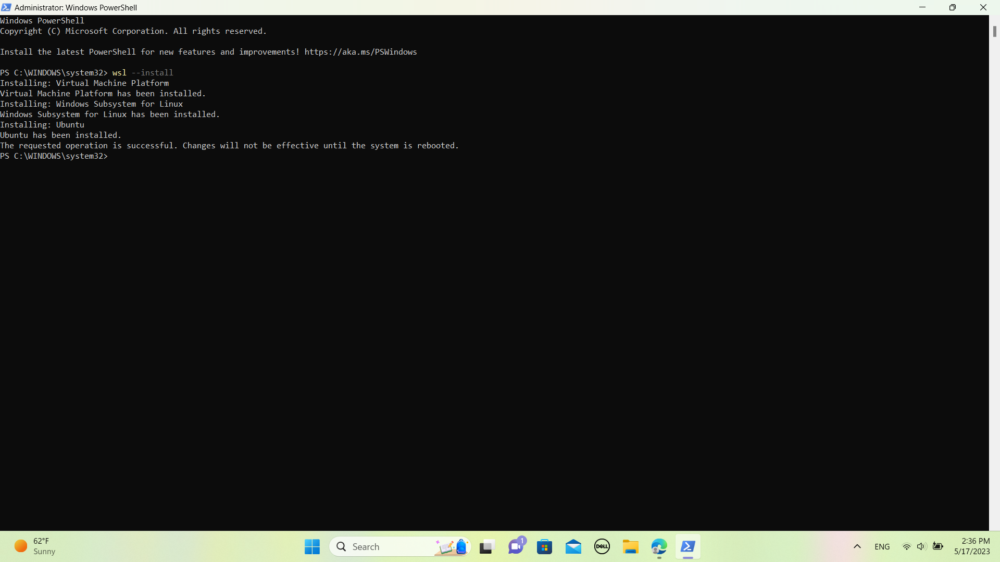 Administrator: Windows PowerShell
Windows PowerShell
Copyright (C) Microsoft Corporation. All rights reserved.
Install the latest PowerShell for new features and improvements! https://aka.ms/PSWindows
PS C:\WINDOWS\system32> wsl --install
Installing: Virtual Machine Platform
Virtual Machine Platform has been installed.
Installing: Windows Subsystem for Linux
Windows Subsystem for Linux has been installed.
Installing: Ubuntu
Ubuntu has been installed.
The requested operation is successful. Changes will not be effective until the system is rebooted.
PS C:\WINDOWS\system32>
62°F
Sunny
Search
1
DELL
ENG
2:36 PM
5/17/2023